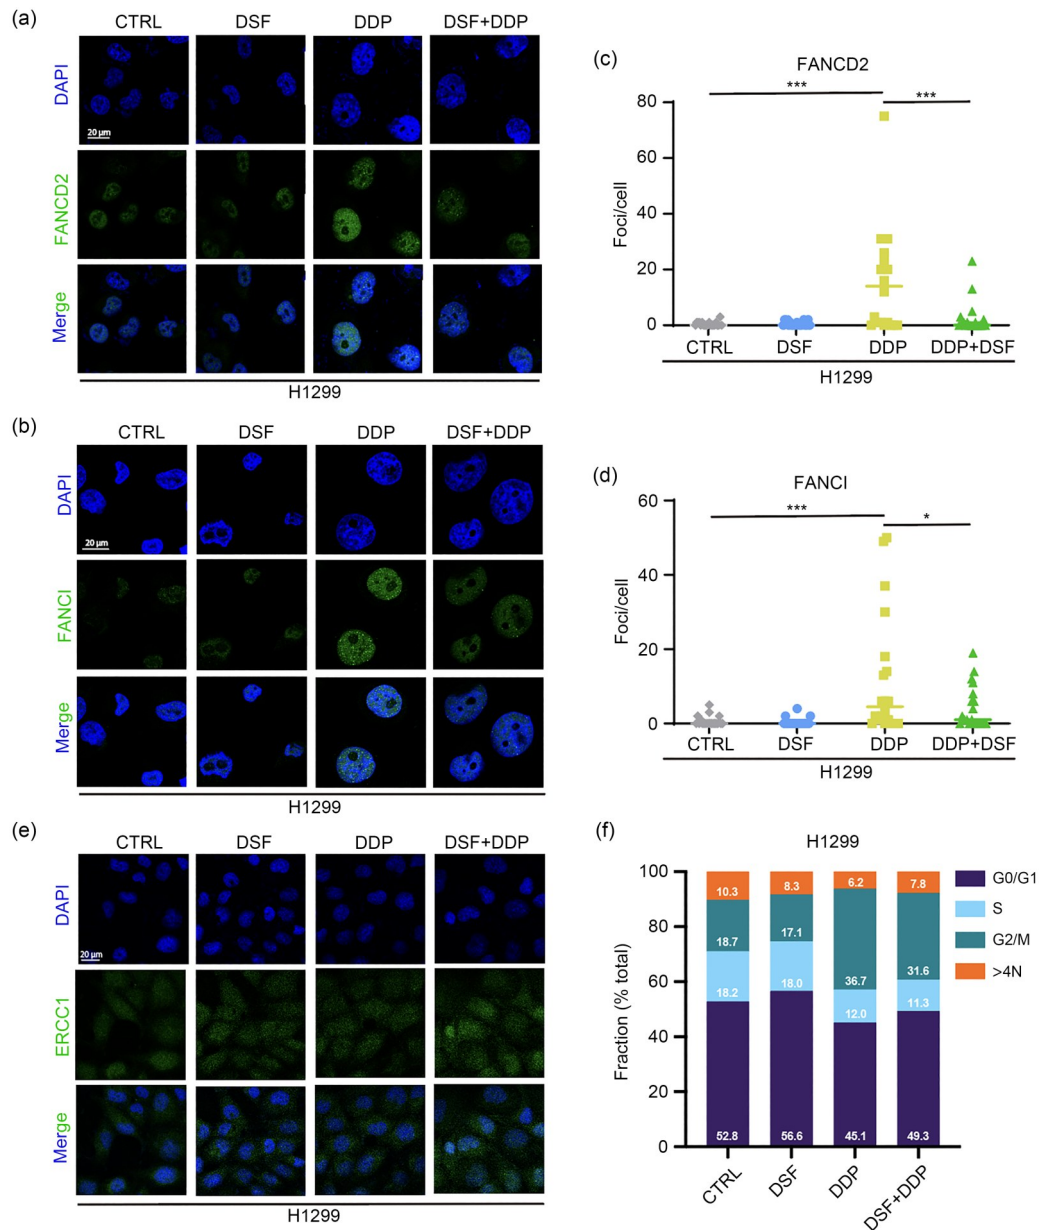 (a)
CTRL DSF DDP DSF+DDP
DAPI
20 µm
FANCD2
Merge
H1299
(b)
CTRL DSF DDP DSF+DDP
DAPI
20 µm
FANCI
Merge
H1299
(c)
FANCD2
***
***
Foci/cell
80
60
40
20
0
CTRL DSF DDP DDP+DSF
H1299
(d)
FANCI
***
*
Foci/cell
60
40
20
0
CTRL DSF DDP DDP+DSF
H1299
(e)
CTRL DSF DDP DSF+DDP
DAPI
20 µm
ERCC1
Merge
H1299
(f)
H1299
Fraction (% total)
100
80
60
40
20
0
10.3 8.3 6.2 7.8
18.7 17.1 36.7 31.6
18.2 18.0 12.0 11.3
52.8 56.6 45.1 49.3
CTRL DSF DDP DSF+DDP
G0/G1
S
G2/M
>4N